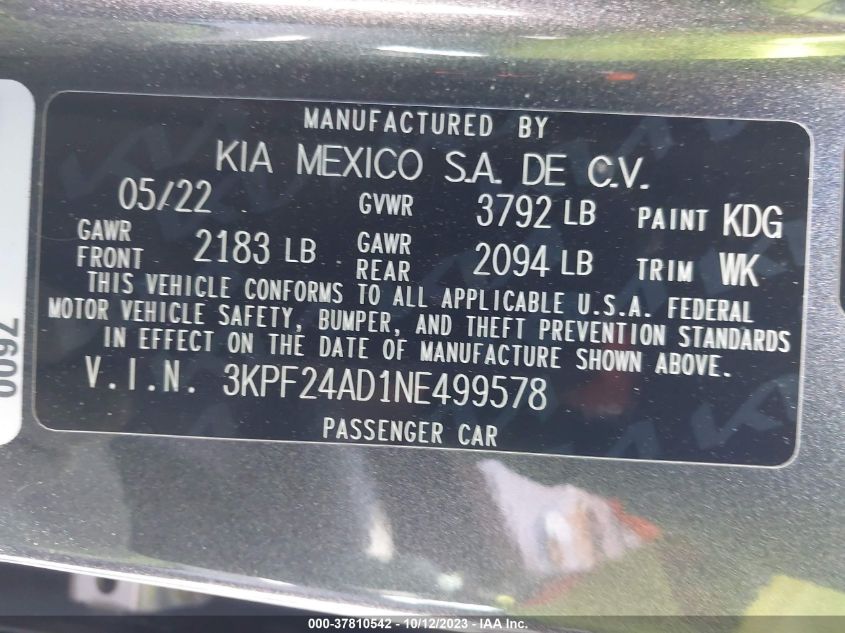 MANUFACTURED BY
KIA MEXICO S.A. DE C.V.
05/22 GVWR 3792 LB PAINT KDG
GAWR FRONT 2183 LB GAWR REAR 2094 LB TRIM WK
THIS VEHICLE CONFORMS TO ALL APPLICABLE U.S.A. FEDERAL
MOTOR VEHICLE SAFETY, BUMPER, AND THEFT PREVENTION STANDARDS
IN EFFECT ON THE DATE OF MANUFACTURE SHOWN ABOVE.
V.I.N. 3KPF24AD1NE499578
PASSENGER CAR
000-37810542 - 10/12/2023 - IAA Inc.